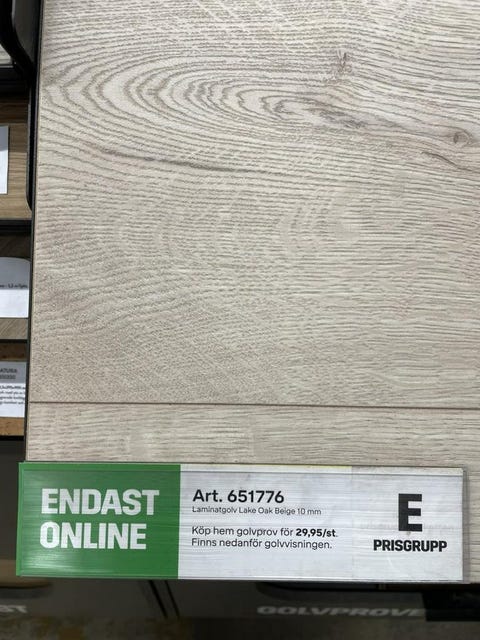 ENDAST
ONLINE
Art. 651776
Laminatgolv Lake Oak Beige 10 mm
Köp hem golvprov för 29,95/st.
Finns nedanför golvvisningen.
E
PRISGRUPP
GOLVPROVE